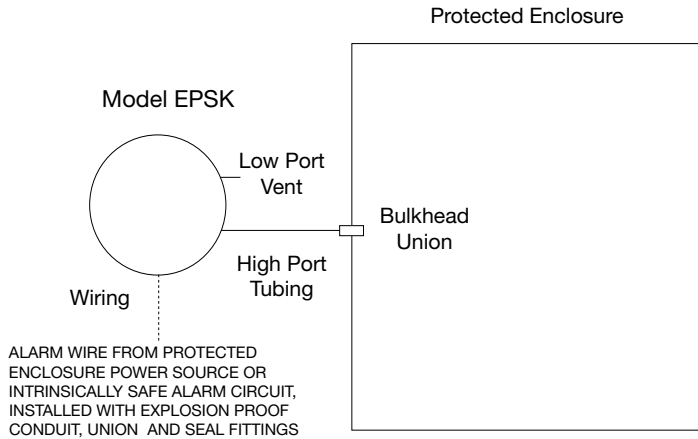 Protected Enclosure
Model EPSK
Low Port
Vent
Bulkhead
Union
High Port
Tubing
Wiring
ALARM WIRE FROM PROTECTED
ENCLOSURE POWER SOURCE OR
INTRINSICALLY SAFE ALARM CIRCUIT,
INSTALLED WITH EXPLOSION PROOF
CONDUIT, UNION AND SEAL FITTINGS